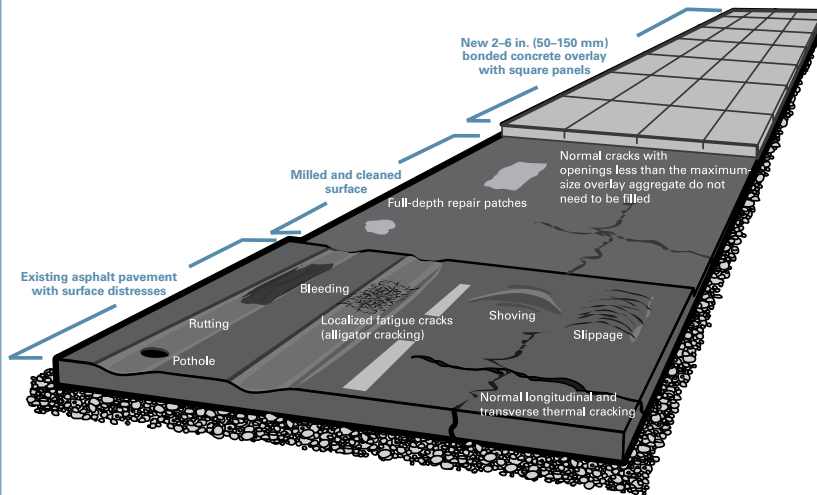 New 2–6 in. (50–150 mm)
bonded concrete overlay
with square panels
Normal cracks with
openings less than the maximum-
size overlay aggregate do not
need to be filled
Milled and cleaned
surface
Full-depth repair patches
Existing asphalt pavement
with surface distresses
Bleeding
Rutting
Localized fatigue cracks
(alligator cracking)
Shoving
Slippage
Pothole
Normal longitudinal and
transverse thermal cracking